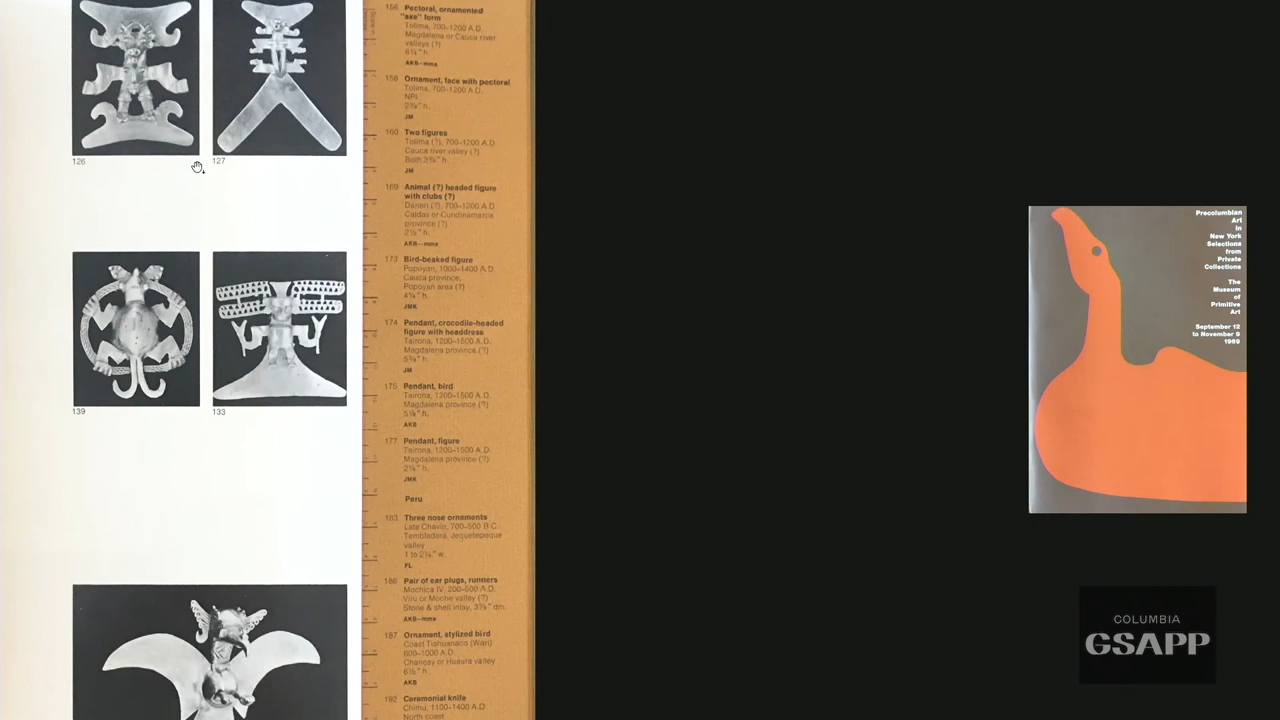 126
127
139
133
156 Pectoral, ornamented
"axe" form
Tolima, 700–1200 A.D.
Magdalena or Cauca river
valleys (?)
AKB–mma
158 Ornament, face with pectoral
Tolima, 700–1200 A.D.
NPI
JM
160 Two figures
Tolima (?), 700–1200 A.D.
Cauca river valley (?)
JM
169 Animal (?) headed figure
with clubs (?)
Darien (?), 700–1200 A.D.
Caldas or Cundinamarca
province (?)
AKB–mma
173 Bird-beaked figure
Popoyan, 1000–1400 A.D.
Cauca province,
Popoyan area (?)
JMK
174 Pendant, crocodile-headed
figure with headdress
Tairona, 1200–1500 A.D.
Magdalena province (?)
JM
175 Pendant, bird
Tairona, 1200–1500 A.D.
Magdalena province (?)
AKB
177 Pendant, figure
Tairona, 1200–1500 A.D.
Magdalena province (?)
JMK
Peru
183 Three nose ornaments
Late Chavin, 700–500 B.C.
Tembladera, Jequetepeque
valley
FL
186 Pair of ear plugs, runners
Mochica IV, 200–500 A.D.
Viru or Moche valley (?)
Stone & shell inlay,
AKB–mma
187 Ornament, stylized bird
Coast Tiahuanaco (Wari)
600–1000 A.D.
Chancay or Huaura valley
AKB
192 Ceremonial knife
Chimu, 1100–1400 A.D.
North coast
Precolumbian
Art
in
New York
Selections
from
Private
Collections
The
Museum
of
Primitive
Art
September 12
to November 9
1969
COLUMBIA
GSAPP